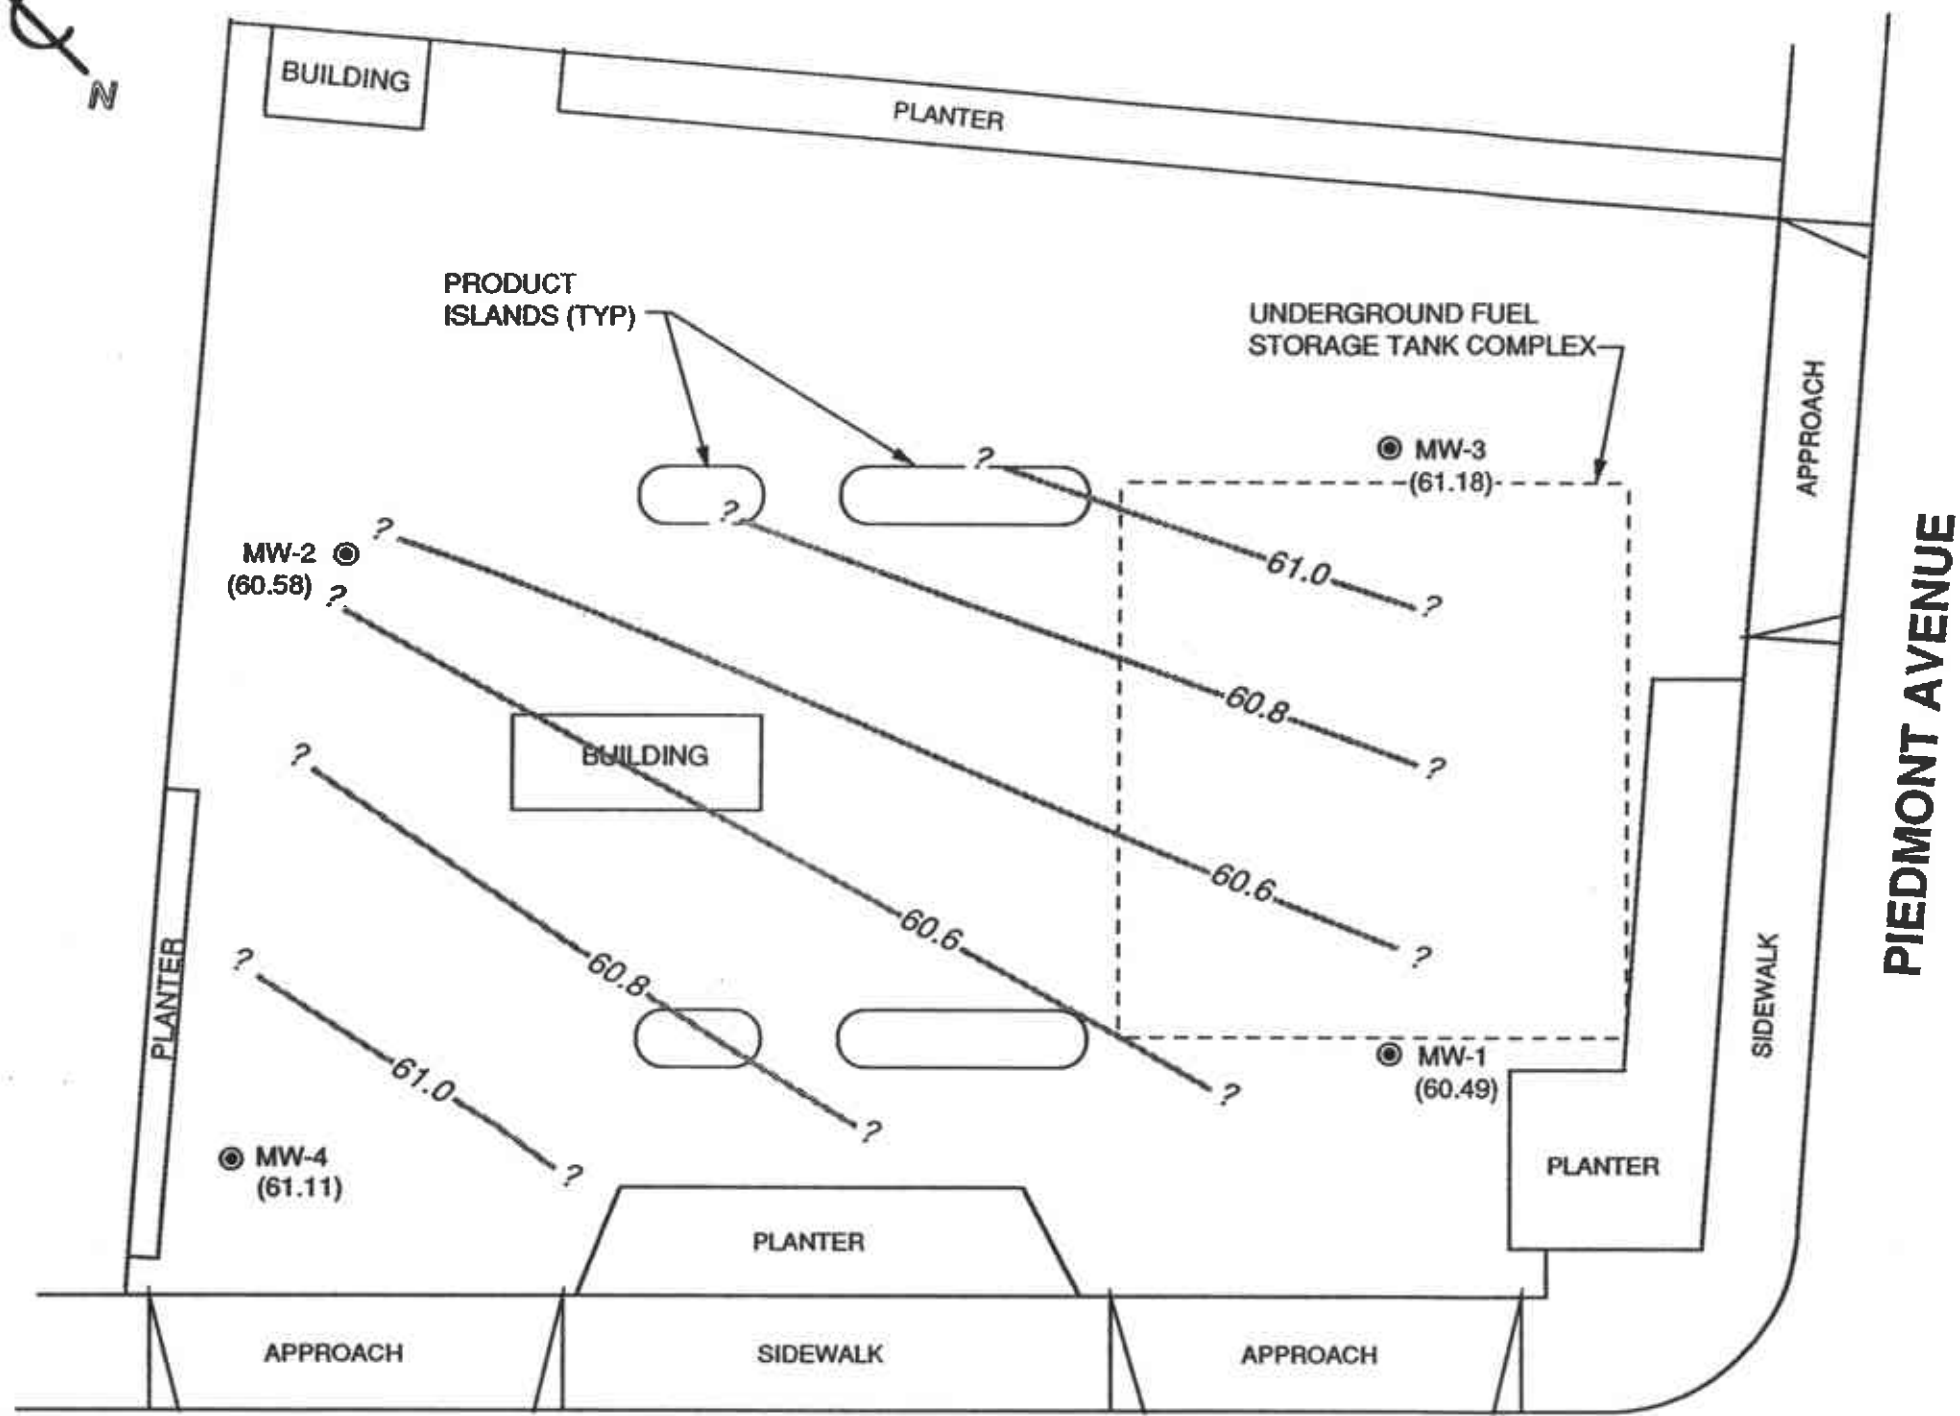 N
BUILDING
PLANTER
PRODUCT
ISLANDS (TYP)
UNDERGROUND FUEL
STORAGE TANK COMPLEX
APPROACH
MW-3
(61.18)
?
?
?
MW-2
(60.58)
?
61.0
?
PIEDMONT AVENUE
60.8
?
BUILDING
?
60.6
?
60.6
?
60.8
?
PLANTER
SIDEWALK
?
61.0
?
MW-1
(60.49)
MW-4
(61.11)
?
PLANTER
PLANTER
APPROACH
SIDEWALK
APPROACH